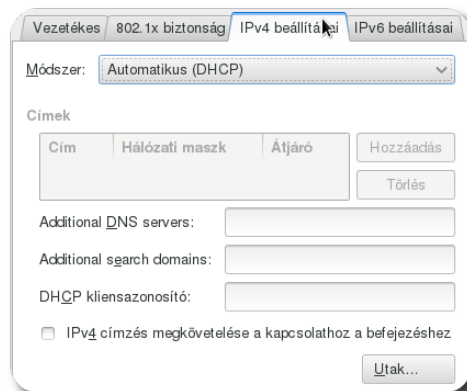 Vezetékes 802.1x biztonság IPv4 beállításai IPv6 beállításai
Módszer: Automatikus (DHCP)
Címek
Cím Hálózati maszk Átjáró Hozzáadás
Törlés
Additional DNS servers:
Additional search domains:
DHCP kliensazonosító:
IPv4 címzés megkövetelése a kapcsolathoz a befejezéshez
Utak...